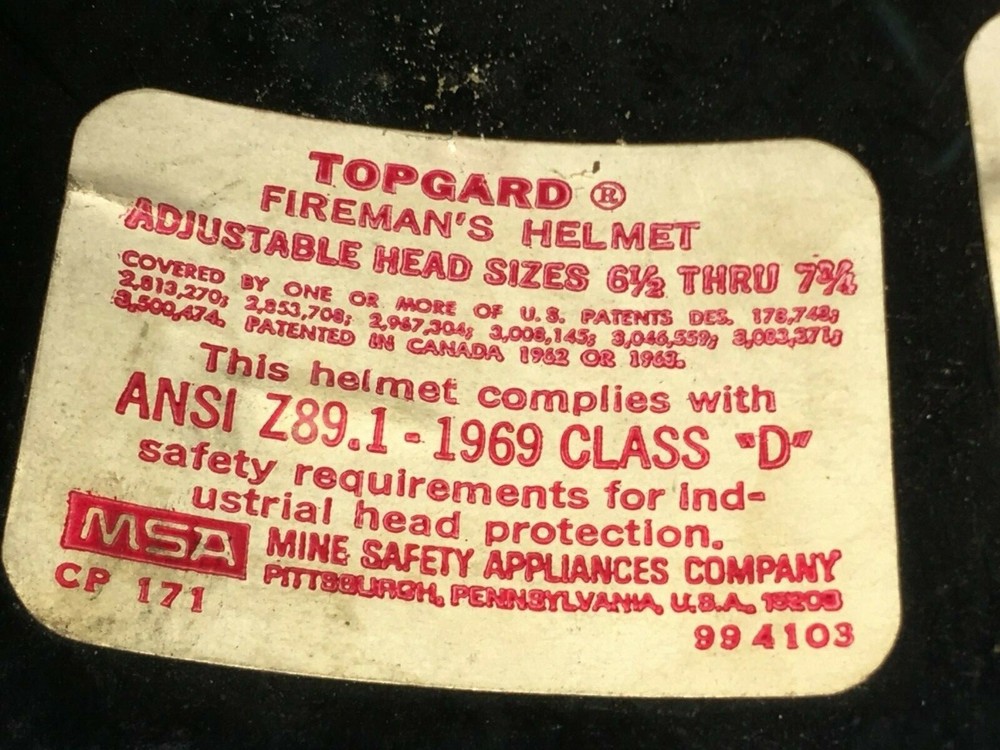 TOPGARD ®
FIREMAN'S HELMET
ADJUSTABLE HEAD SIZES 6½ THRU 7¾
COVERED BY ONE OR MORE OF U.S. PATENTS DES. 178,748;
2,813,270; 2,853,708; 2,967,304; 3,008,145; 3,046,559; 3,083,371;
3,500,474. PATENTED IN CANADA 1962 OR 1963.
This helmet complies with
ANSI Z89.1-1969 CLASS "D"
safety requirements for ind-
ustrial head protection.
MSA MINE SAFETY APPLIANCES COMPANY
PITTSBURGH, PENNSYLVANIA, U.S.A. 15208
CP 171
994103